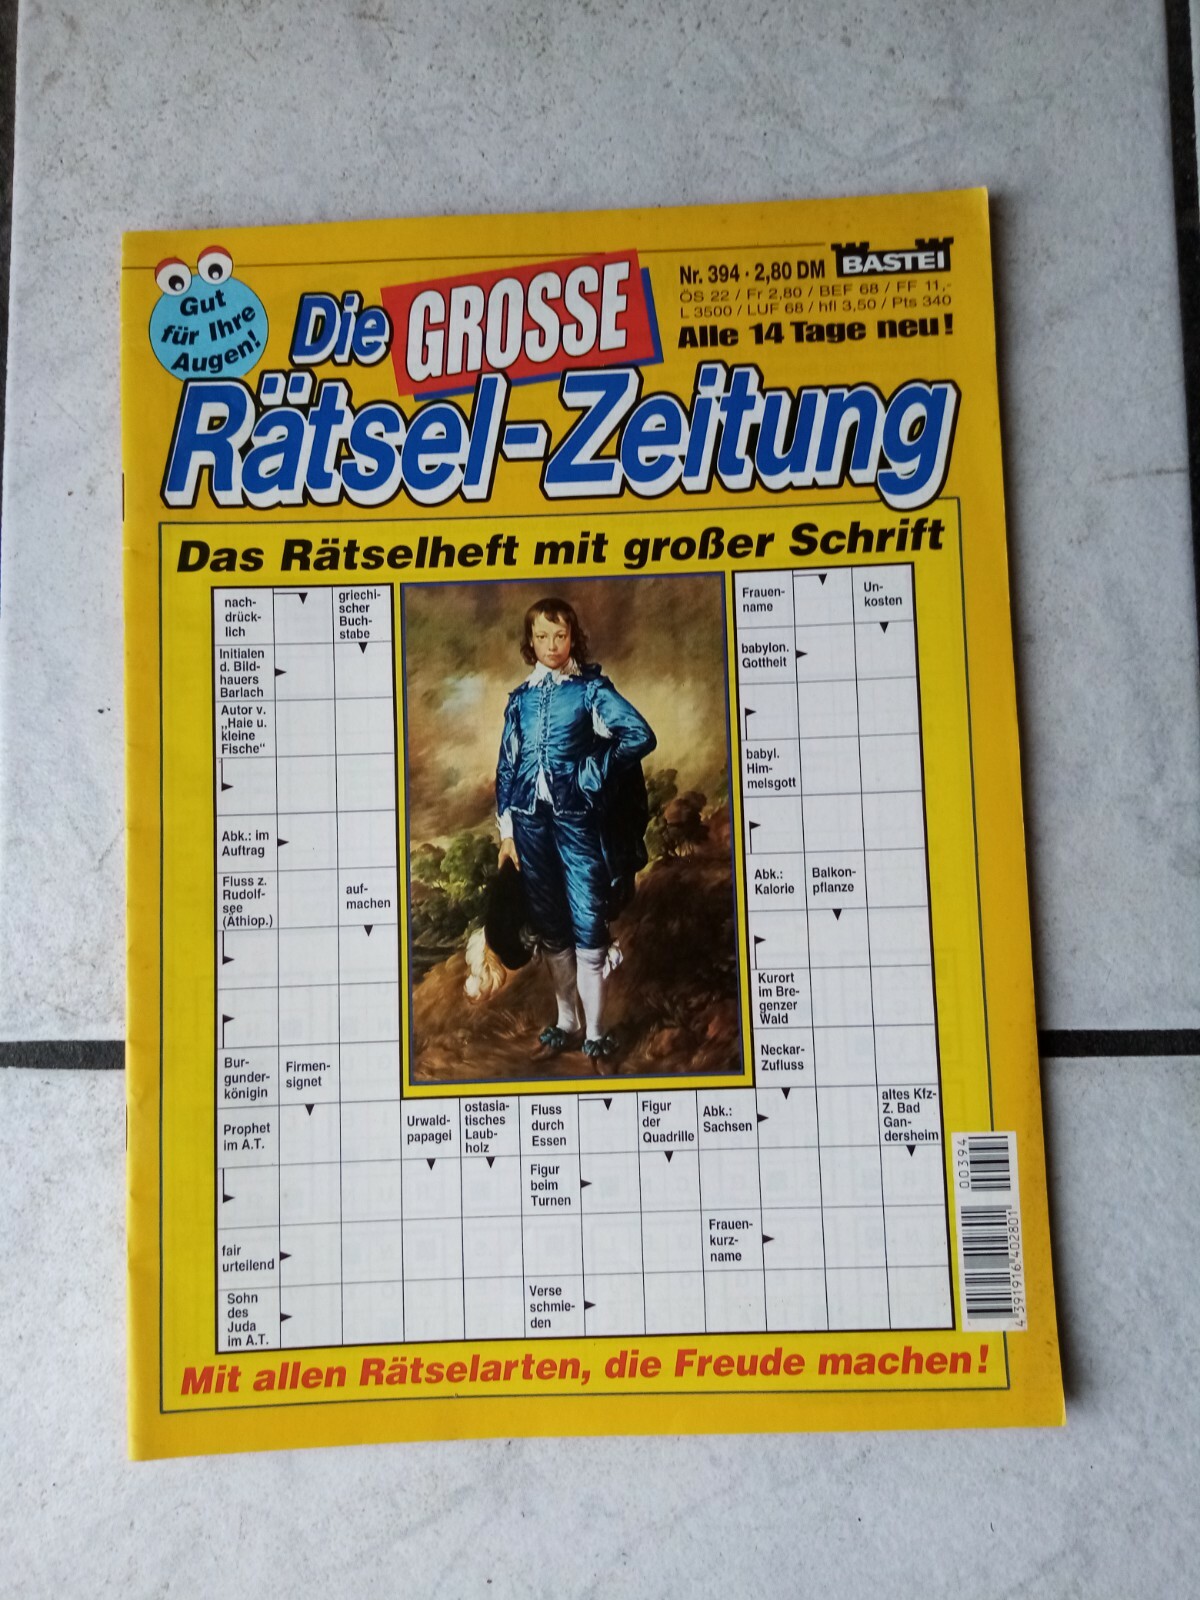 Gut
für Ihre
Augen!
Die GROSSE
Rätsel-Zeitung
Nr. 394 · 2,80 DM
BASTEI
ÖS 22 / Fr 2,80 / BEF 68 / FF 11,-
L 3500 / LUF 68 / hfl 3,50 / Pts 340
Alle 14 Tage neu!
Das Rätselheft mit großer Schrift
nach-
drück-
lich
griechi-
scher
Buch-
stabe
Initialen
d. Bild-
hauers
Barlach
Autor v.
„Haie u.
kleine
Fische“
Abk.: im
Auftrag
Fluss z.
Rudolf-
see
(Äthiop.)
auf-
machen
Bur-
gunder-
königin
Firmen-
signet
Prophet
im A.T.
fair
urteilend
Sohn
des
Juda
im A.T.
Frauen-
name
Un-
kosten
babylon.
Gottheit
babyl.
Him-
melsgott
Abk.:
Kalorie
Balkon-
pflanze
Kurort
im Bre-
genzer
Wald
Neckar-
Zufluss
Urwald-
papagei
ostasia-
tisches
Laub-
holz
Fluss
durch
Essen
Figur
der
Quadrille
Abk.:
Sachsen
altes Kfz-
Z. Bad
Gan-
dersheim
Figur
beim
Turnen
Frauen-
kurz-
name
Verse
schmie-
den
00394
4 391916 402801
Mit allen Rätselarten, die Freude machen!